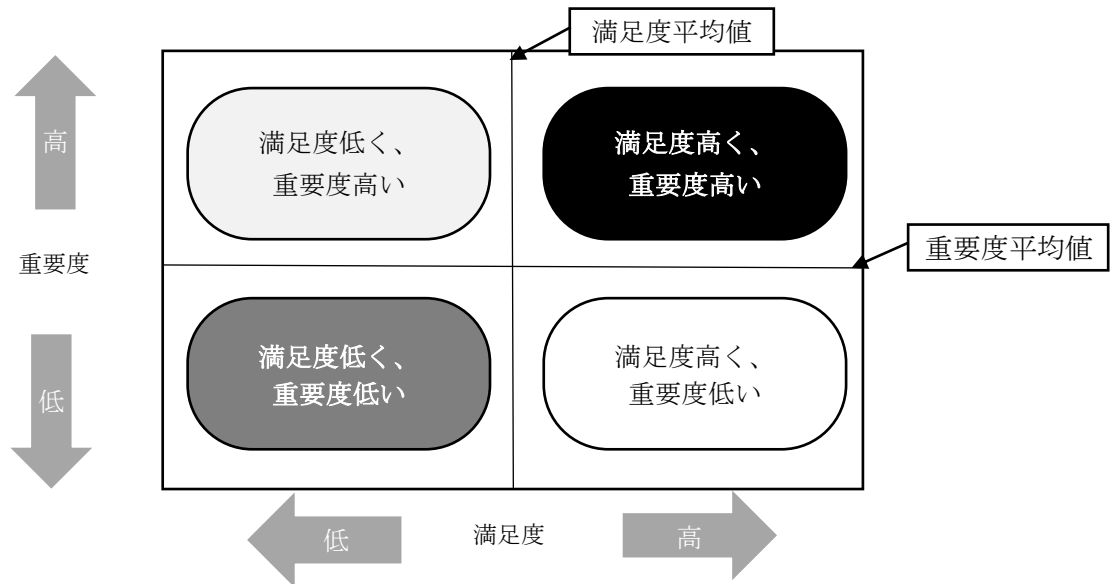 満足度平均値
高
満足度低く、
重要度高い
満足度高く、
重要度高い
重要度
重要度平均値
低
満足度低く、
重要度低い
満足度高く、
重要度低い
低
満足度
高